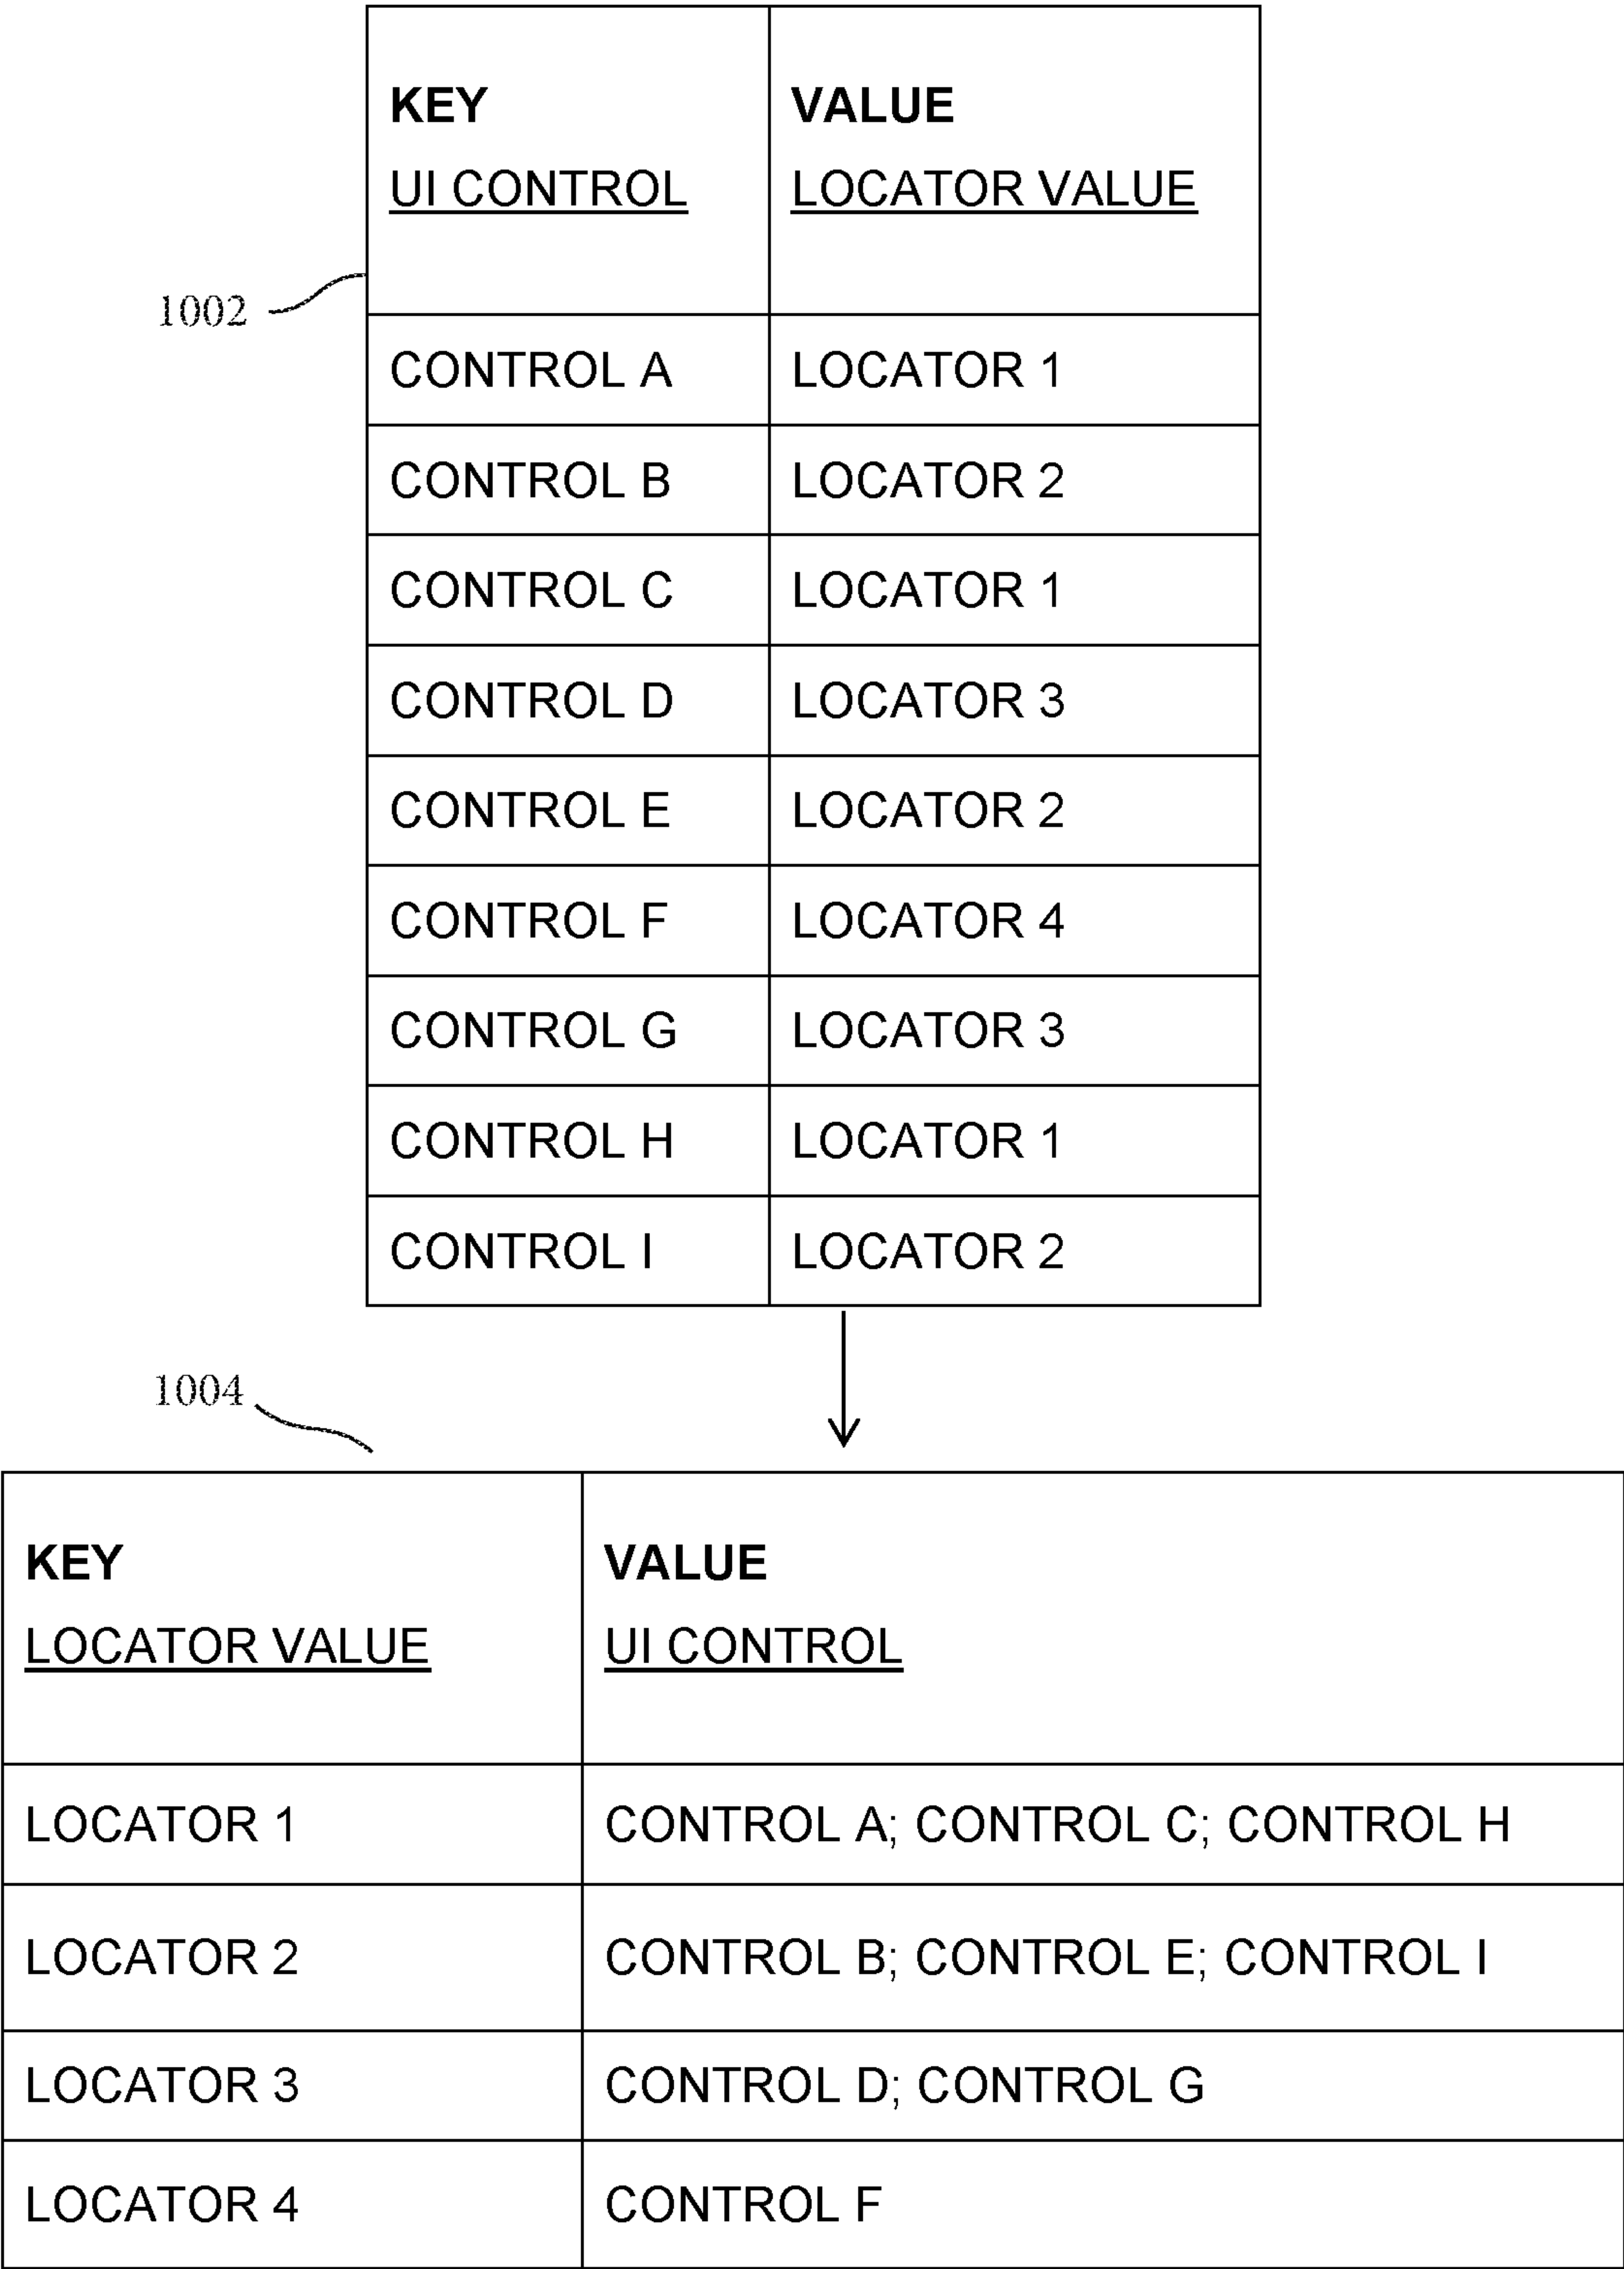 KEY VALUE
UI CONTROL LOCATOR VALUE
1002
CONTROL A LOCATOR 1
CONTROL B LOCATOR 2
CONTROL C LOCATOR 1
CONTROL D LOCATOR 3
CONTROL E LOCATOR 2
CONTROL F LOCATOR 4
CONTROL G LOCATOR 3
CONTROL H LOCATOR 1
CONTROL I LOCATOR 2
1004
KEY VALUE
LOCATOR VALUE UI CONTROL
LOCATOR 1 CONTROL A; CONTROL C; CONTROL H
LOCATOR 2 CONTROL B; CONTROL E; CONTROL I
LOCATOR 3 CONTROL D; CONTROL G
LOCATOR 4 CONTROL F